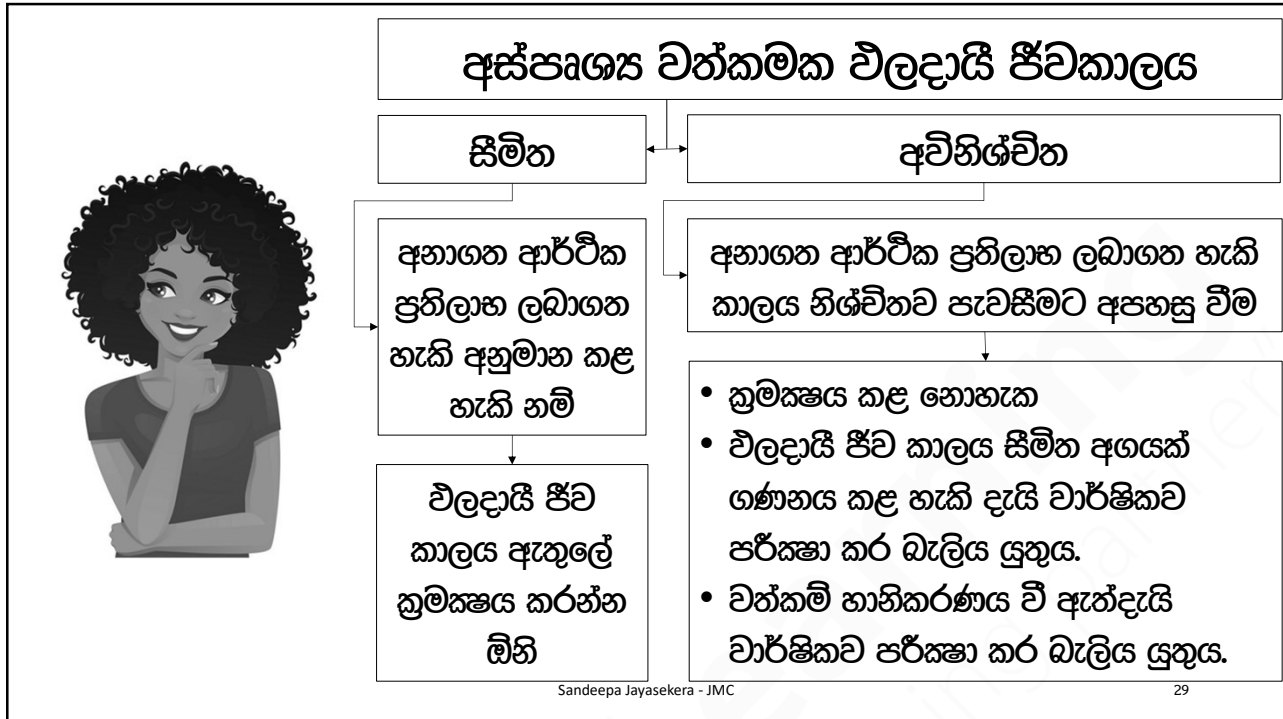 අස්පෘශ්‍ය වත්කමක ඵලදායී ජීවකාලය
සීමිත
අවිනිශ්චිත
අනාගත ආර්ථික
ප්‍රතිලාභ ලබාගත
හැකි අනුමාන කළ
හැකි නම්
ඵලදායී ජීව
කාලය ඇතුලේ
ක්‍රමක්ෂය කරන්න
ඕනි
අනාගත ආර්ථික ප්‍රතිලාභ ලබාගත හැකි
කාලය නිශ්චිතව පැවසීමට අපහසු වීම
• ක්‍රමක්ෂය කළ නොහැක
• ඵලදායී ජීව කාලය සීමිත අගයක්
ගණනය කළ හැකි දැයි වාර්ෂිකව
පරීක්ෂා කර බැලිය යුතුය.
• වත්කම් හානිකරණය වී ඇත්දැයි
වාර්ෂිකව පරීක්ෂා කර බැලිය යුතුය.
Sandeepa Jayasekera - JMC
29